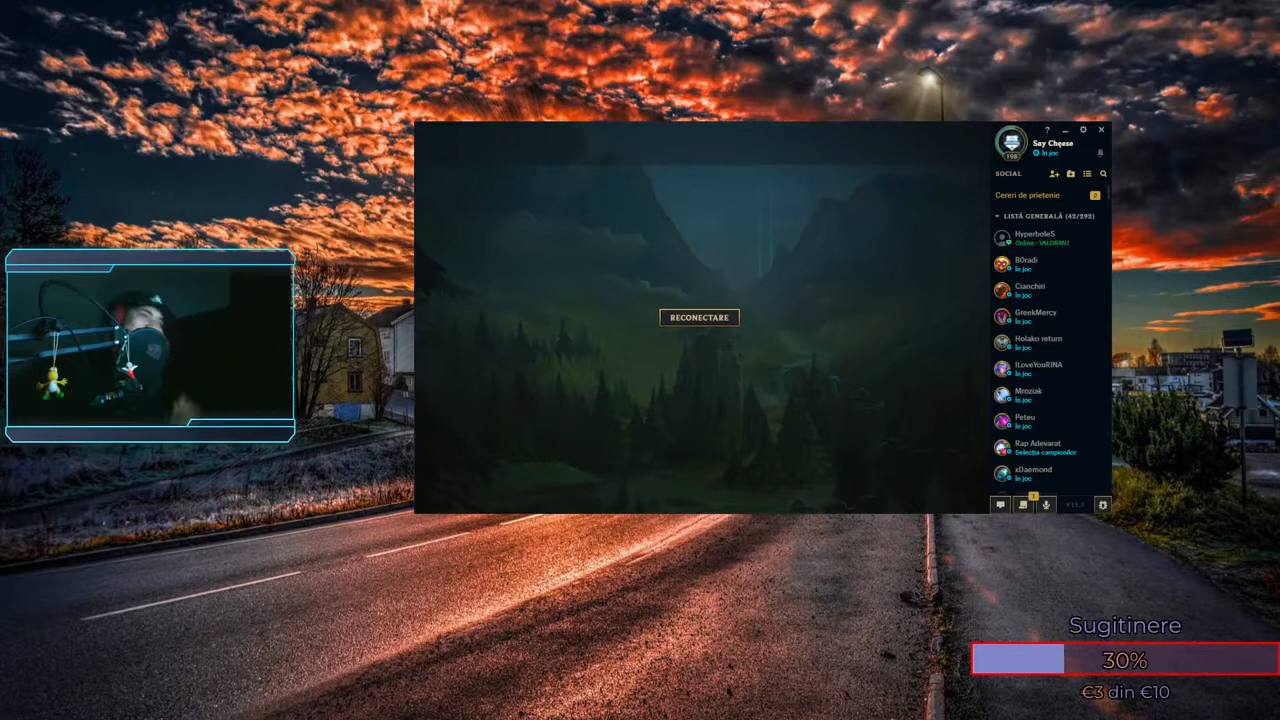 ?
Say Cheese
198
În joc
SOCIAL
Cereri de prietenie
2
LISTĂ GENERALĂ (42/292)
HyperboleS
Online - VALORANT
B0radi
În joc
Cianchiri
În joc
GreekMercy
În joc
Holako return
În joc
ILoveYouRINA
În joc
Mroziak
În joc
Peteu
În joc
Rap Adevarat
Selecția campionilor
xDaemond
În joc
1
RECONECTARE
Sugitinere
30%
€3 din €10